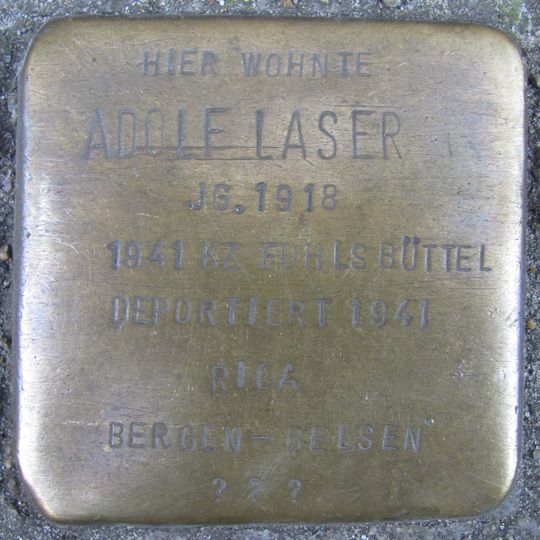 HIER WOHNTE
ADOLF LASER
JG. 1918
1941 KZ FUHLSBÜTTEL
DEPORTIERT 1941
RIGA
BERGEN-BELSEN
? ? ?